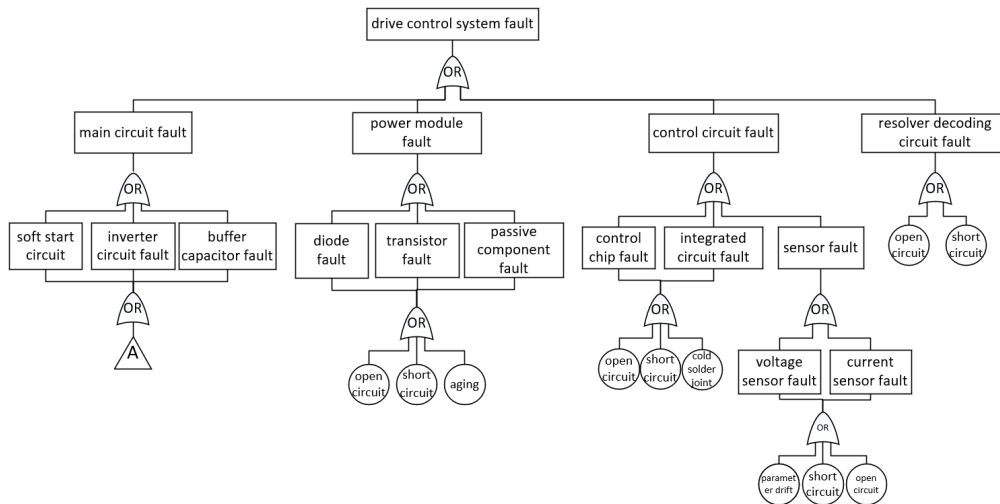 drive control system fault
OR
main circuit fault
power module
fault
control circuit fault
resolver decoding
circuit fault
OR
OR
OR
OR
soft start
circuit
inverter
circuit fault
buffer
capacitor fault
diode
fault
transistor
fault
passive
component
fault
control
chip fault
integrated
circuit fault
sensor fault
open
circuit
short
circuit
OR
OR
OR
OR
A
open
circuit
short
circuit
aging
open
circuit
short
circuit
cold
solder
joint
voltage
sensor fault
current
sensor fault
OR
paramet
er drift
short
circuit
open
circuit